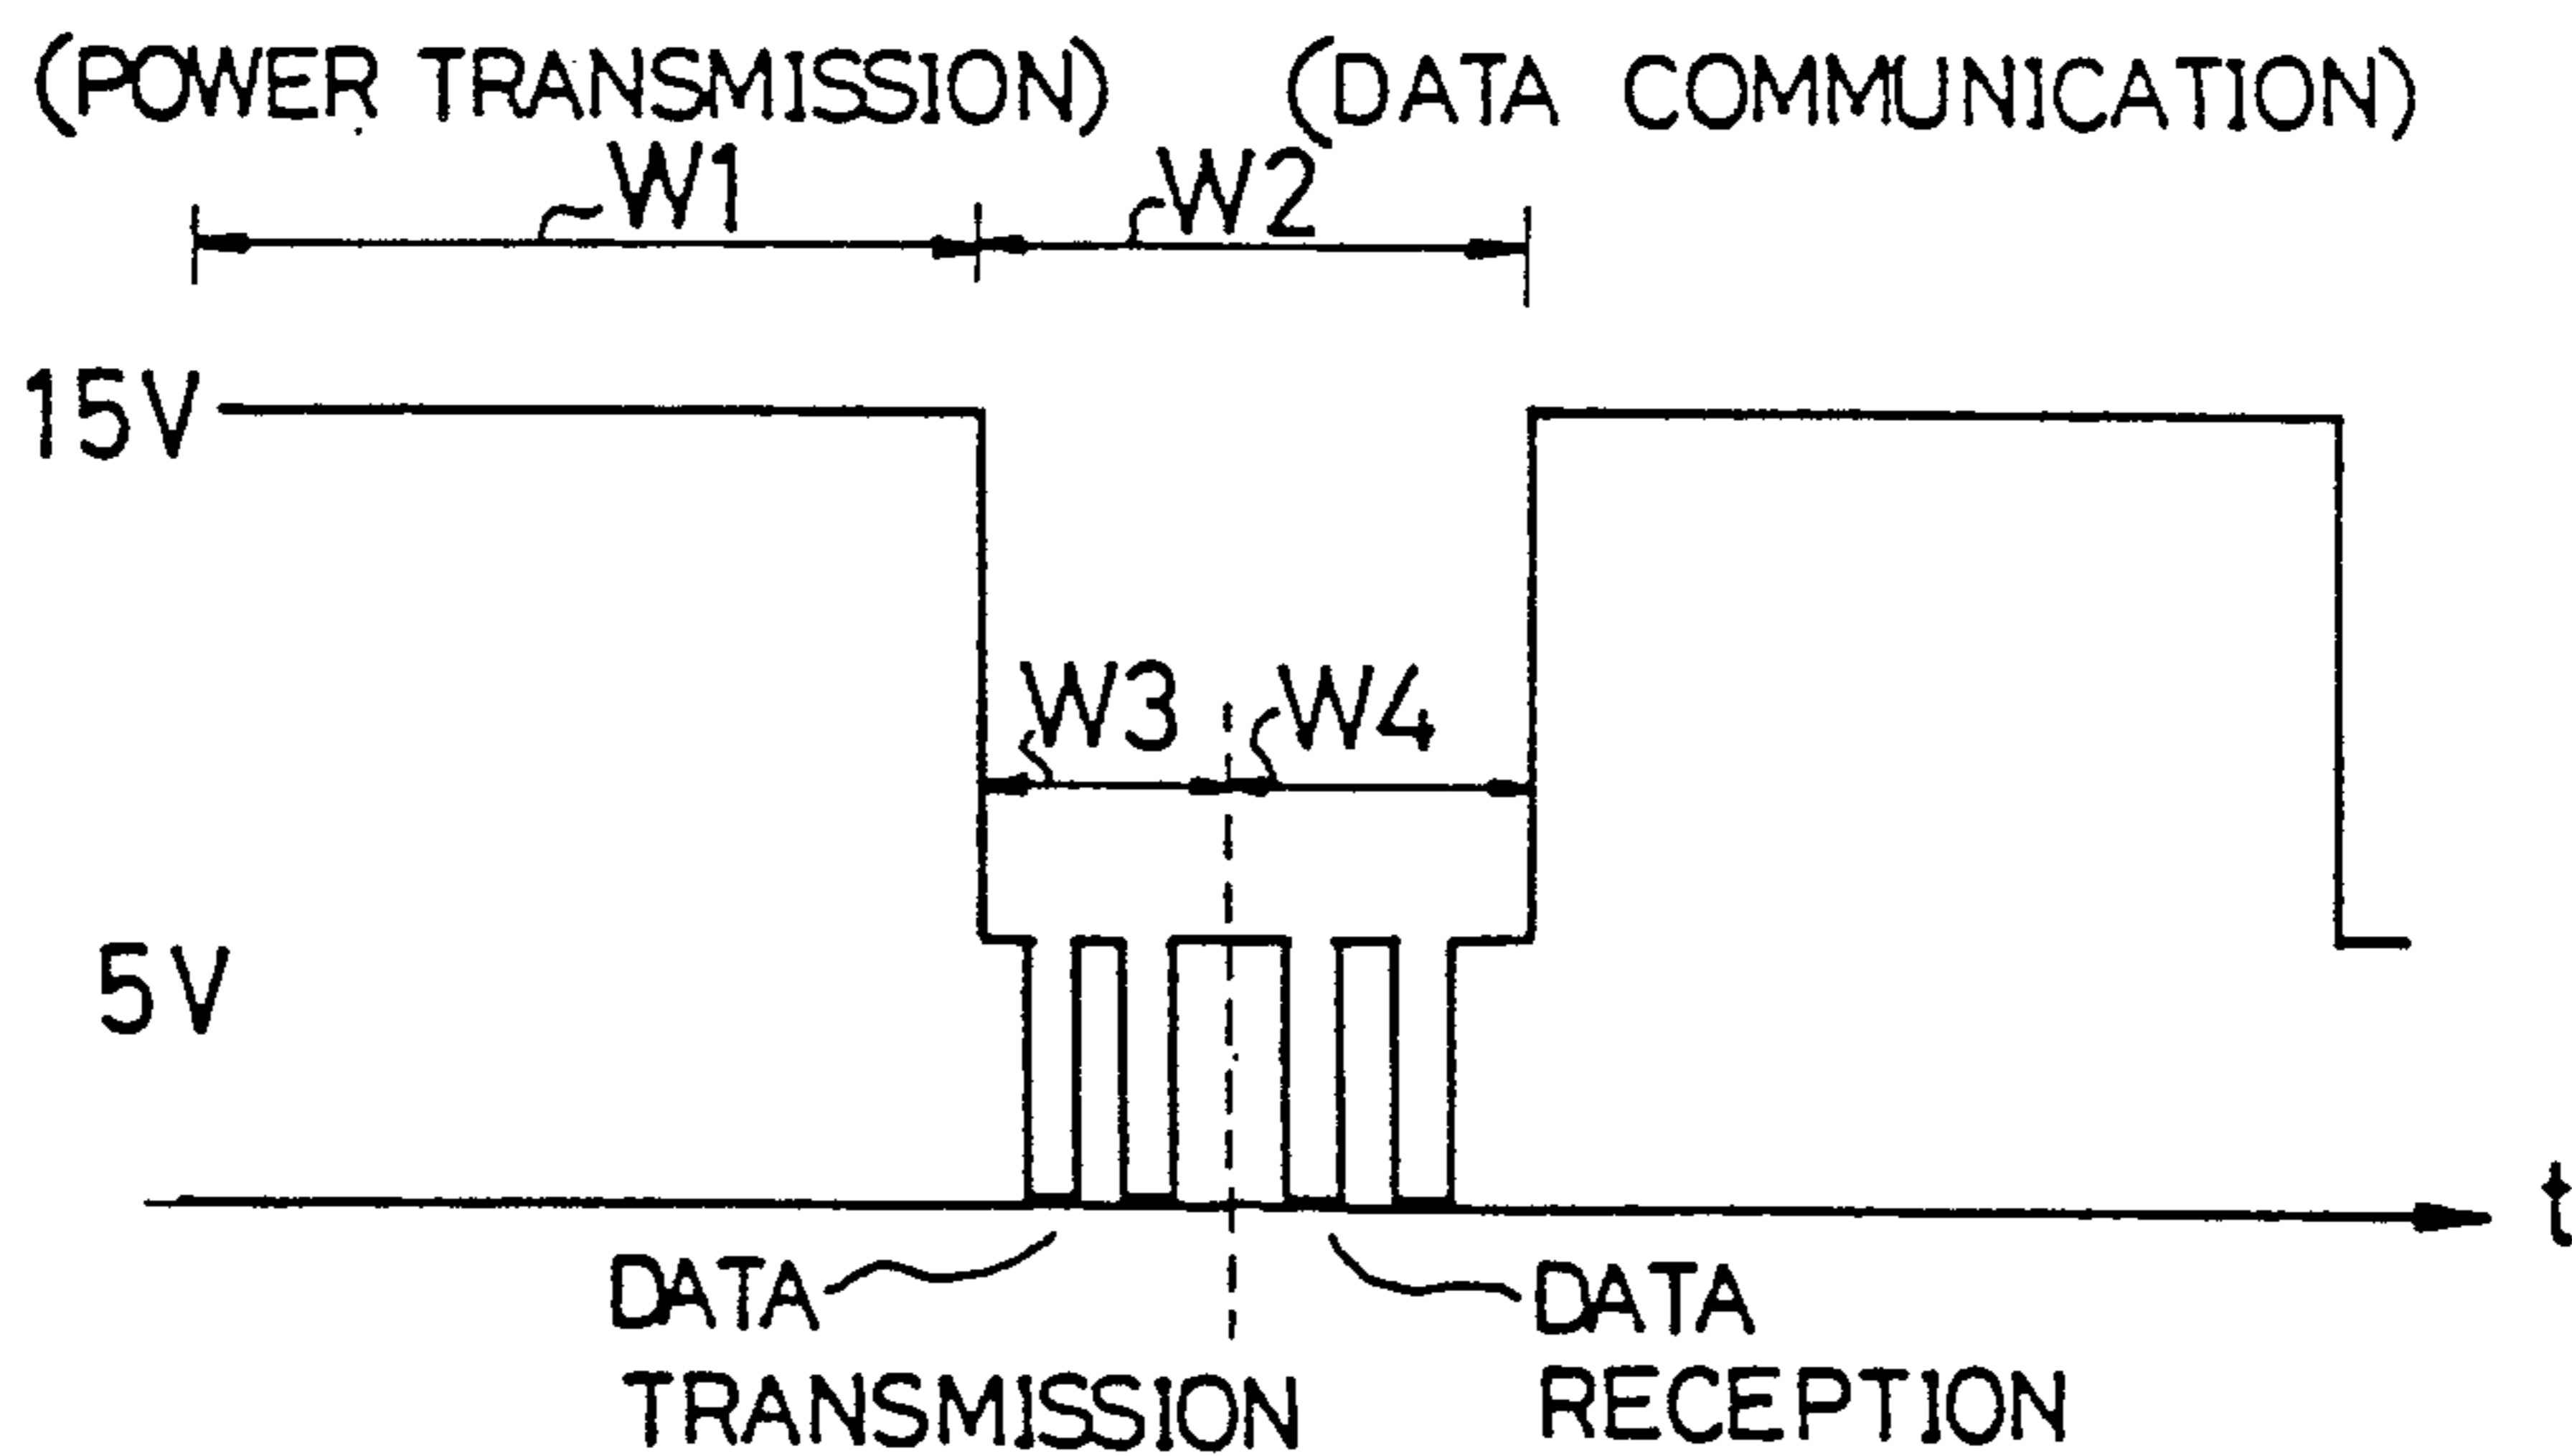 (POWER TRANSMISSION) (DATA COMMUNICATION)
W1 W2
15V
W3 W4
5V
t
DATA
TRANSMISSION
DATA
RECEPTION